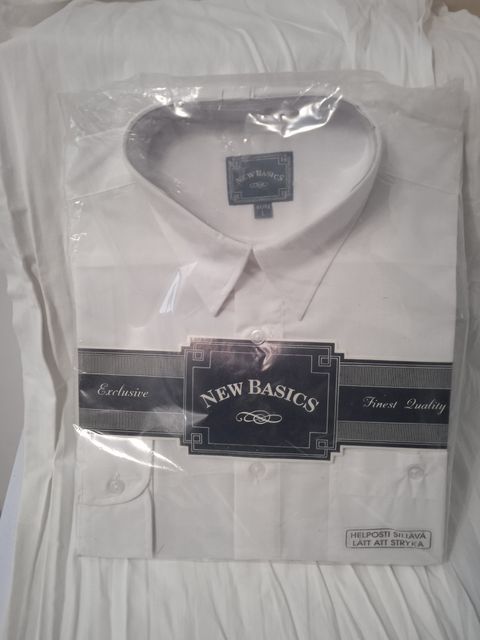 NEW BASICS
L
Exclusive
NEW BASICS
Finest Quality
HELPOSTI SILIÄVÄ
LÄTT ATT STRYKA